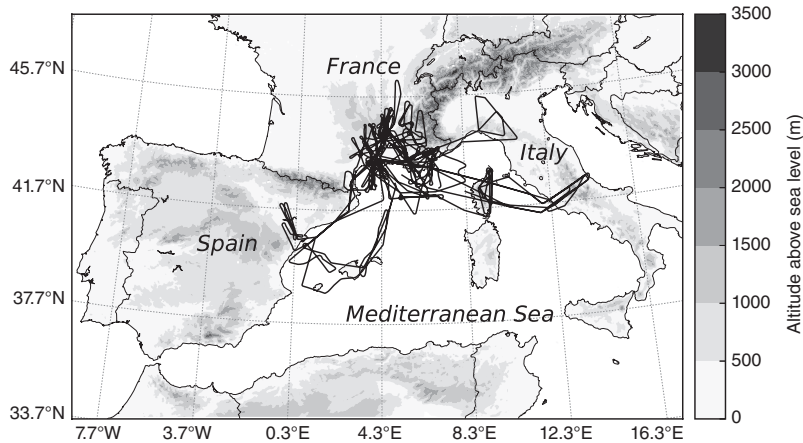 France
Italy
Spain
Mediterranean Sea
45.7°N
41.7°N
37.7°N
33.7°N
7.7°W 3.7°W 0.3°E 4.3°E 8.3°E 12.3°E 16.3°E
3500
3000
2500
2000
1500
1000
500
0
Altitude above sea level (m)